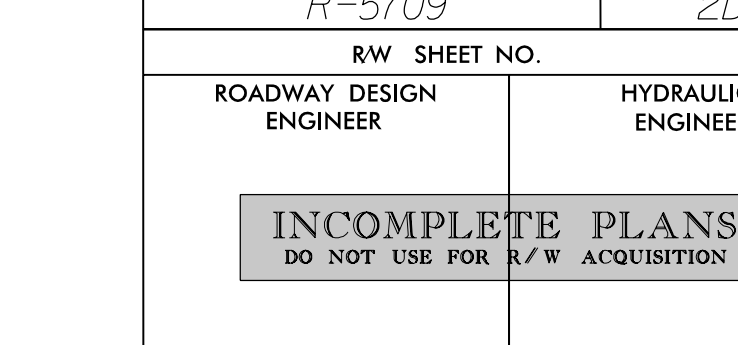 R-5709
R/W SHEET NO.
ROADWAY DESIGN
ENGINEER
INCOMPLETE PLANS
DO NOT USE FOR R/W ACQUISITION